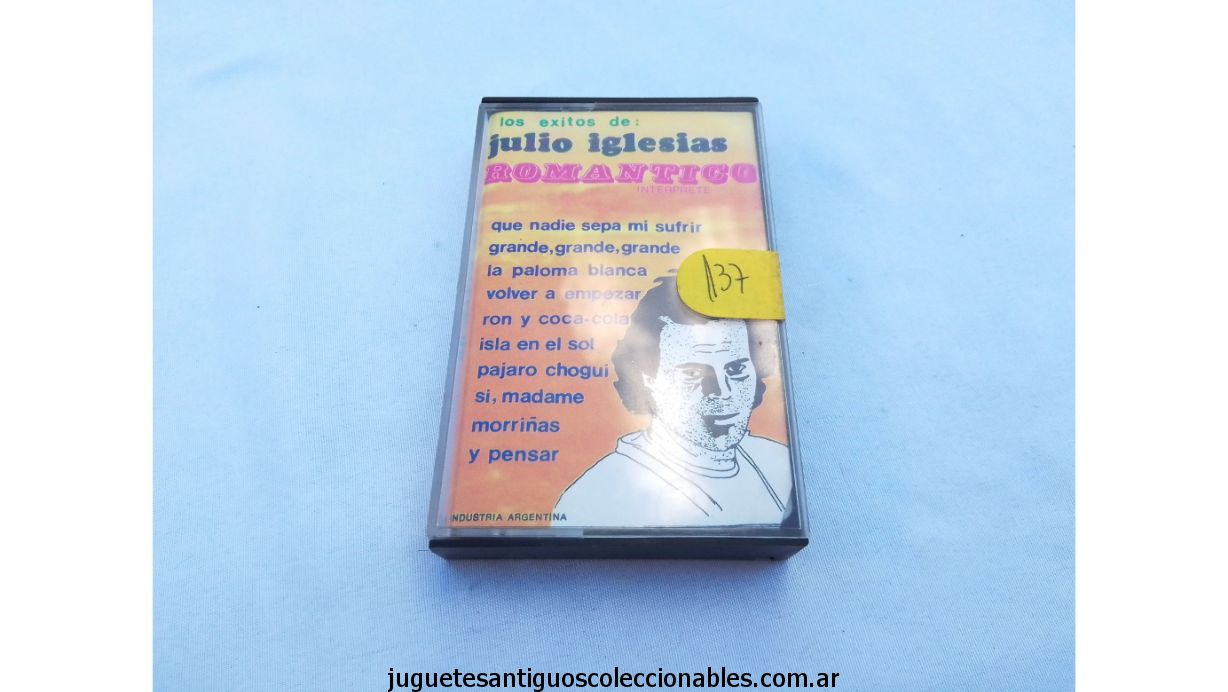 los exitos de:
julio iglesias
ROMANTICO
INTERPRETE
que nadie sepa mi sufrir
grande, grande, grande
la paloma blanca
volver a empezar
137
ron y coca-cola
isla en el sol
pajaro chogui
si, madame
morriñas
y pensar
INDUSTRIA ARGENTINA
juguetesantiguoscoleccionables.com.ar